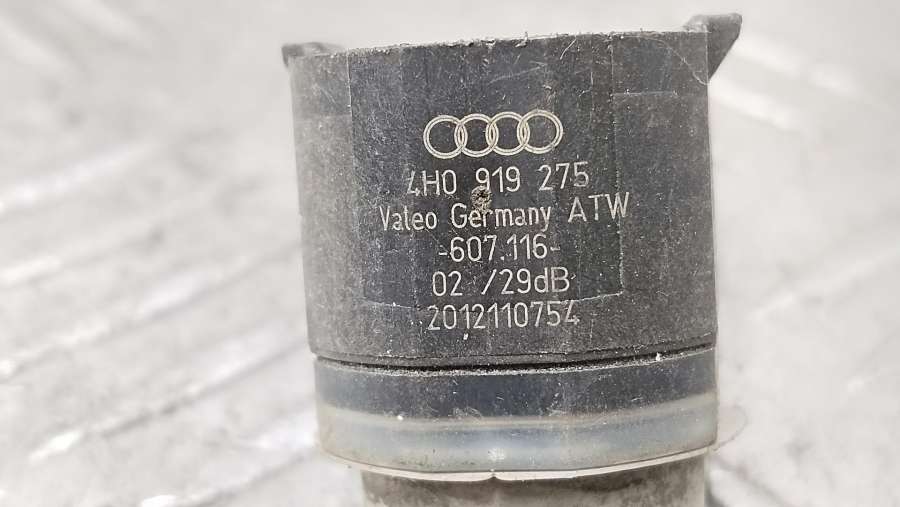 4H0 919 275
Valeo Germany ATW
-607.116-
02 /29dB
2012110754